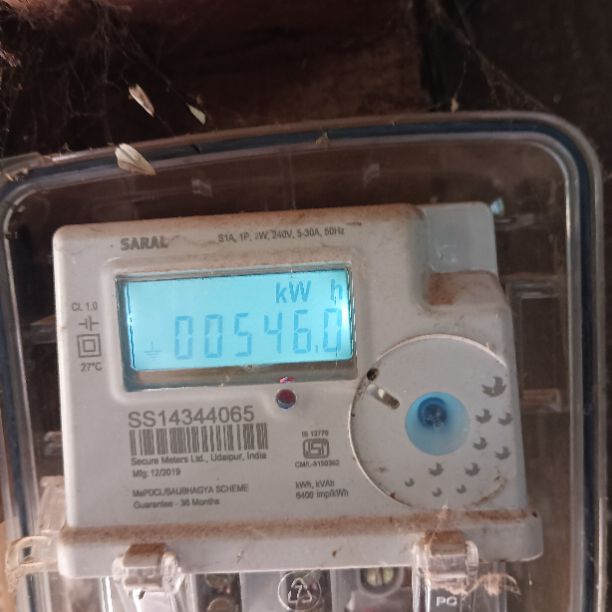 SARAL
S1A, 1P, 2W, 240V, 5-30A, 50Hz
kW h
00546.0
CL 1.0
27°C
SS14344065
Secure Meters Ltd., Udaipur, India
Mfg: 12/2019
MePDCL/SAUBHAGYA SCHEME
Guarantee - 36 Months
IS 13779
kWh, kVAh
6400 imp/kWh